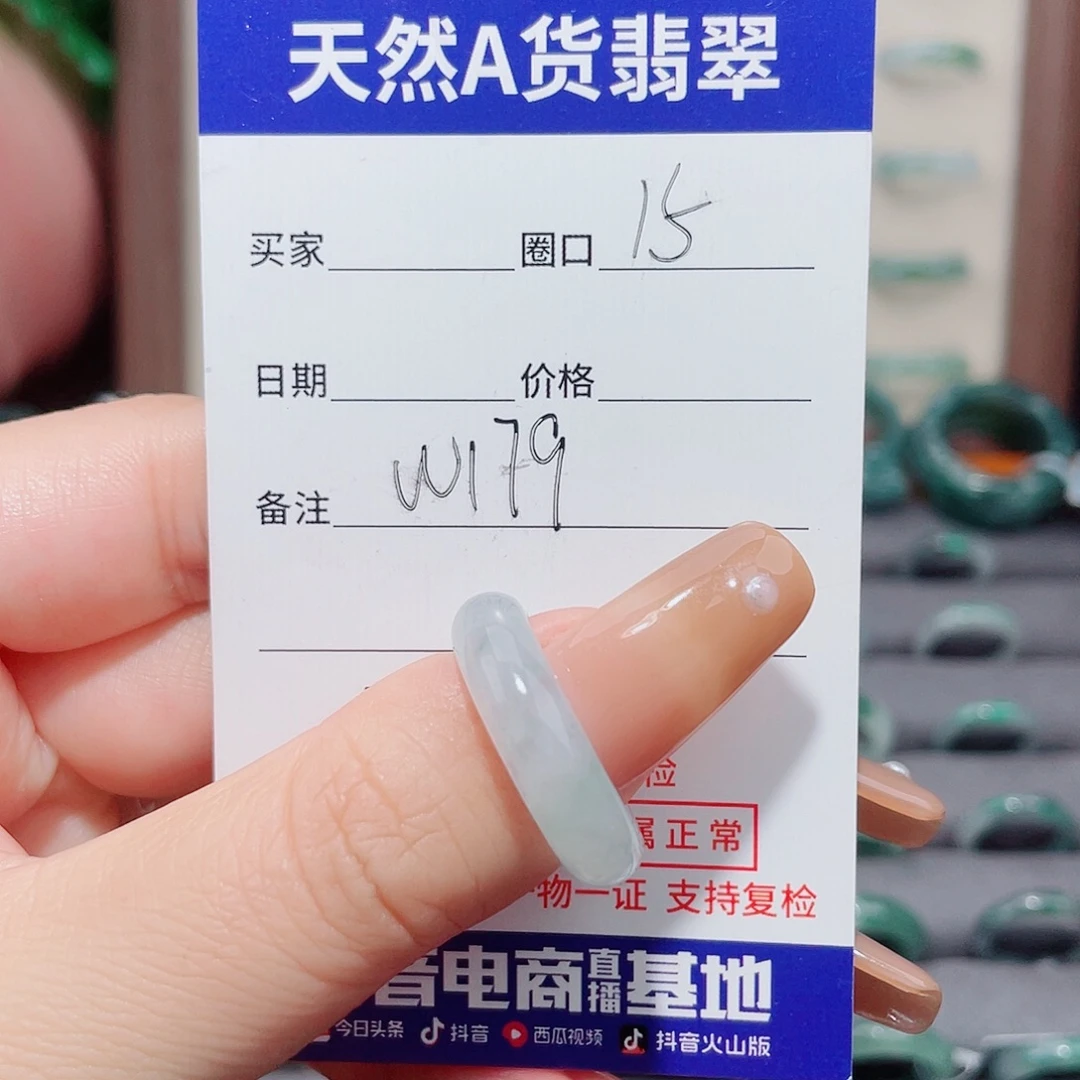 天然A货翡翠
买家 圈口 15
日期 价格
备注 W179
检
属正常
物一证 支持复检
音电商直播基地
今日头条 抖音 西瓜视频 抖音火山版